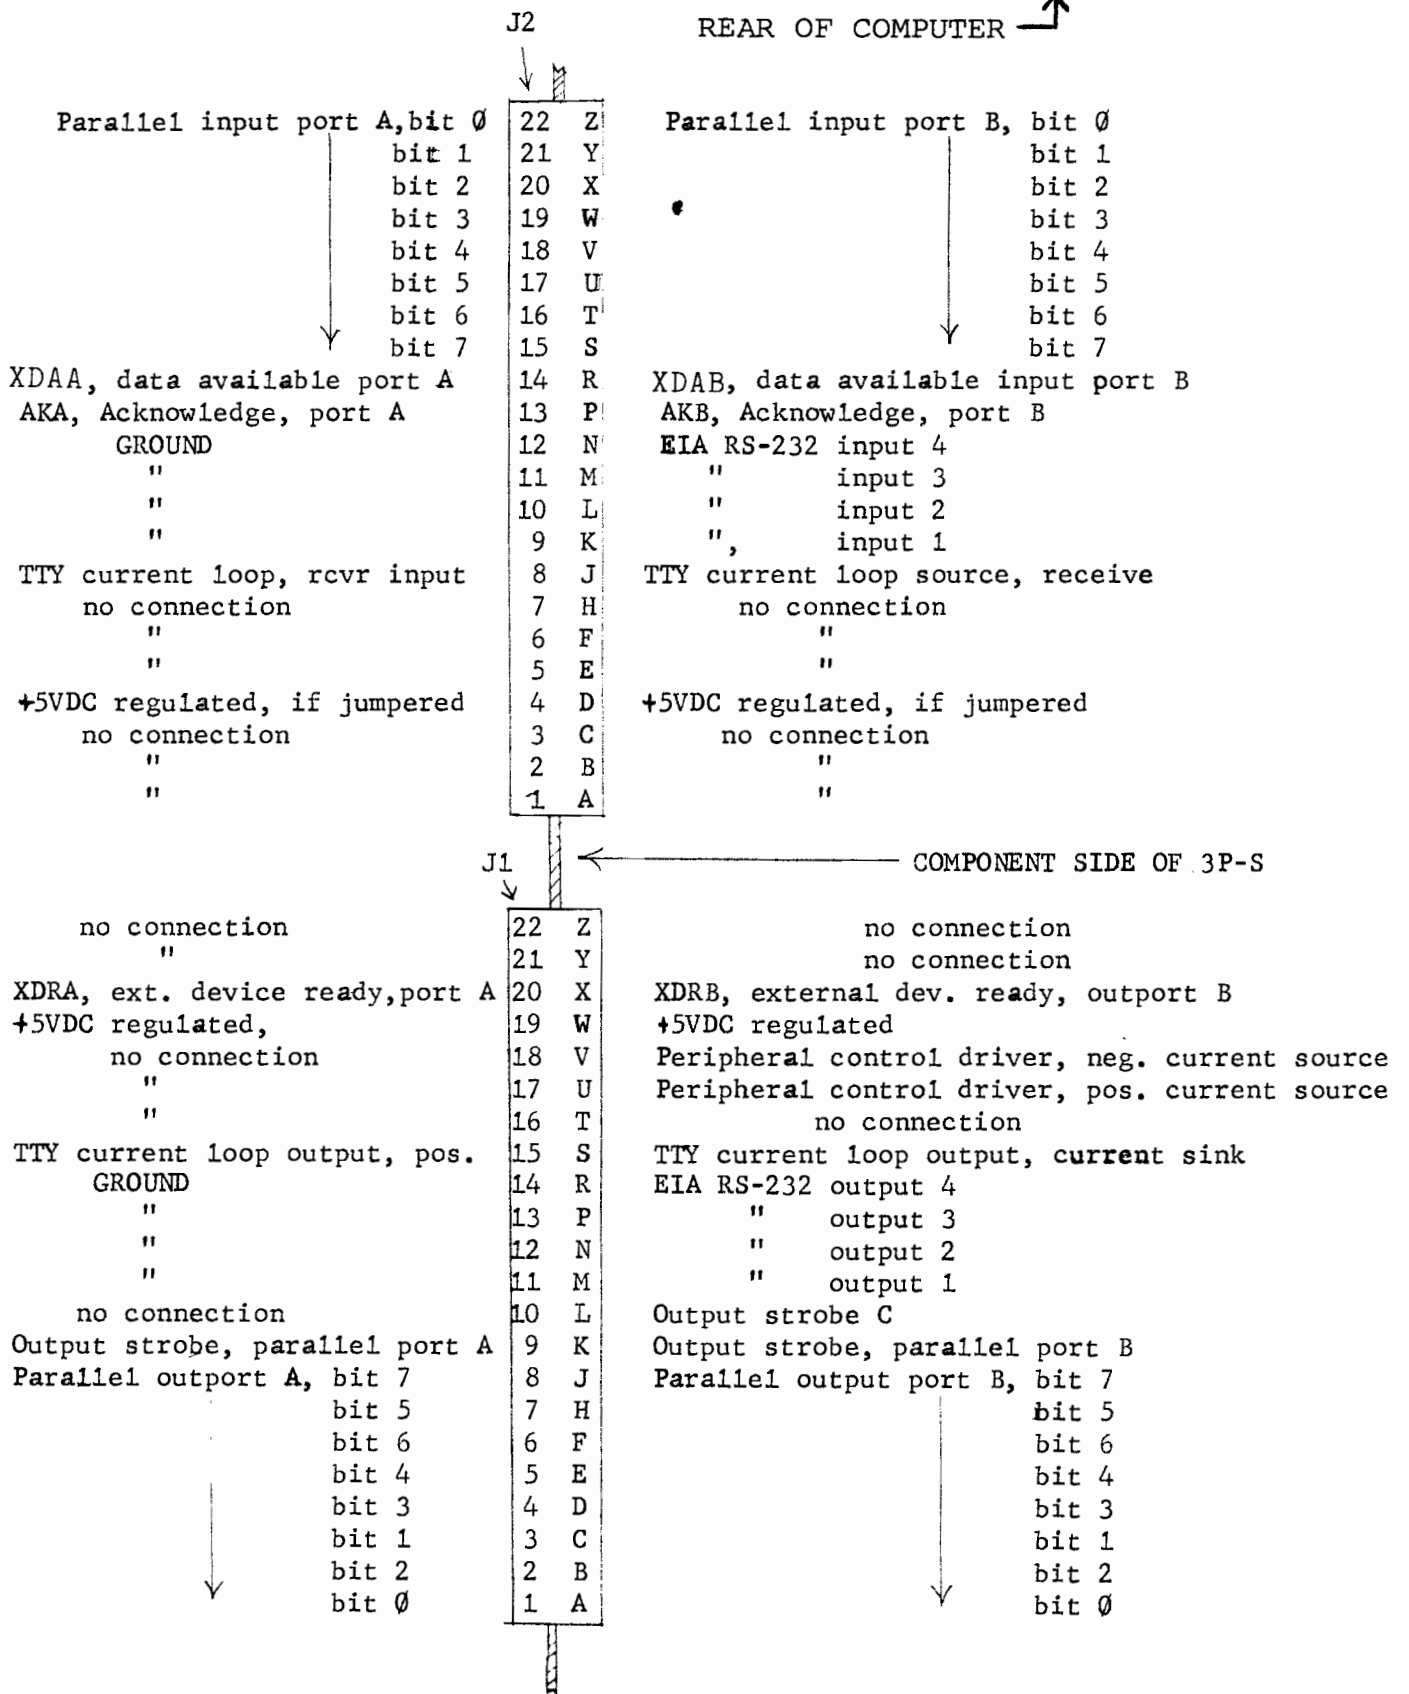 J2 REAR OF COMPUTER
Parallel input port A,bit Ø 22 Z Parallel input port B, bit Ø
bit 1 21 Y bit 1
bit 2 20 X bit 2
bit 3 19 W bit 3
bit 4 18 V bit 4
bit 5 17 U bit 5
bit 6 16 T bit 6
bit 7 15 S bit 7
XDAA, data available port A 14 R XDAB, data available input port B
AKA, Acknowledge, port A 13 P AKB, Acknowledge, port B
GROUND 12 N EIA RS-232 input 4
" 11 M " input 3
" 10 L " input 2
" 9 K ", input 1
TTY current loop, rcvr input 8 J TTY current loop source, receive
no connection 7 H no connection
" 6 F "
" 5 E "
+5VDC regulated, if jumpered 4 D +5VDC regulated, if jumpered
no connection 3 C no connection
" 2 B "
" 1 A "
J1 COMPONENT SIDE OF 3P-S
no connection 22 Z no connection
" 21 Y no connection
XDRA, ext. device ready,port A 20 X XDRB, external dev. ready, outport B
+5VDC regulated, 19 W +5VDC regulated
no connection 18 V Peripheral control driver, neg. current source
" 17 U Peripheral control driver, pos. current source
" 16 T no connection
TTY current loop output, pos. 15 S TTY current loop output, current sink
GROUND 14 R EIA RS-232 output 4
" 13 P " output 3
" 12 N " output 2
" 11 M " output 1
no connection 10 L Output strobe C
Output strobe, parallel port A 9 K Output strobe, parallel port B
Parallel outport A, bit 7 8 J Parallel output port B, bit 7
bit 5 7 H bit 5
bit 6 6 F bit 6
bit 4 5 E bit 4
bit 3 4 D bit 3
bit 1 3 C bit 1
bit 2 2 B bit 2
bit Ø 1 A bit Ø